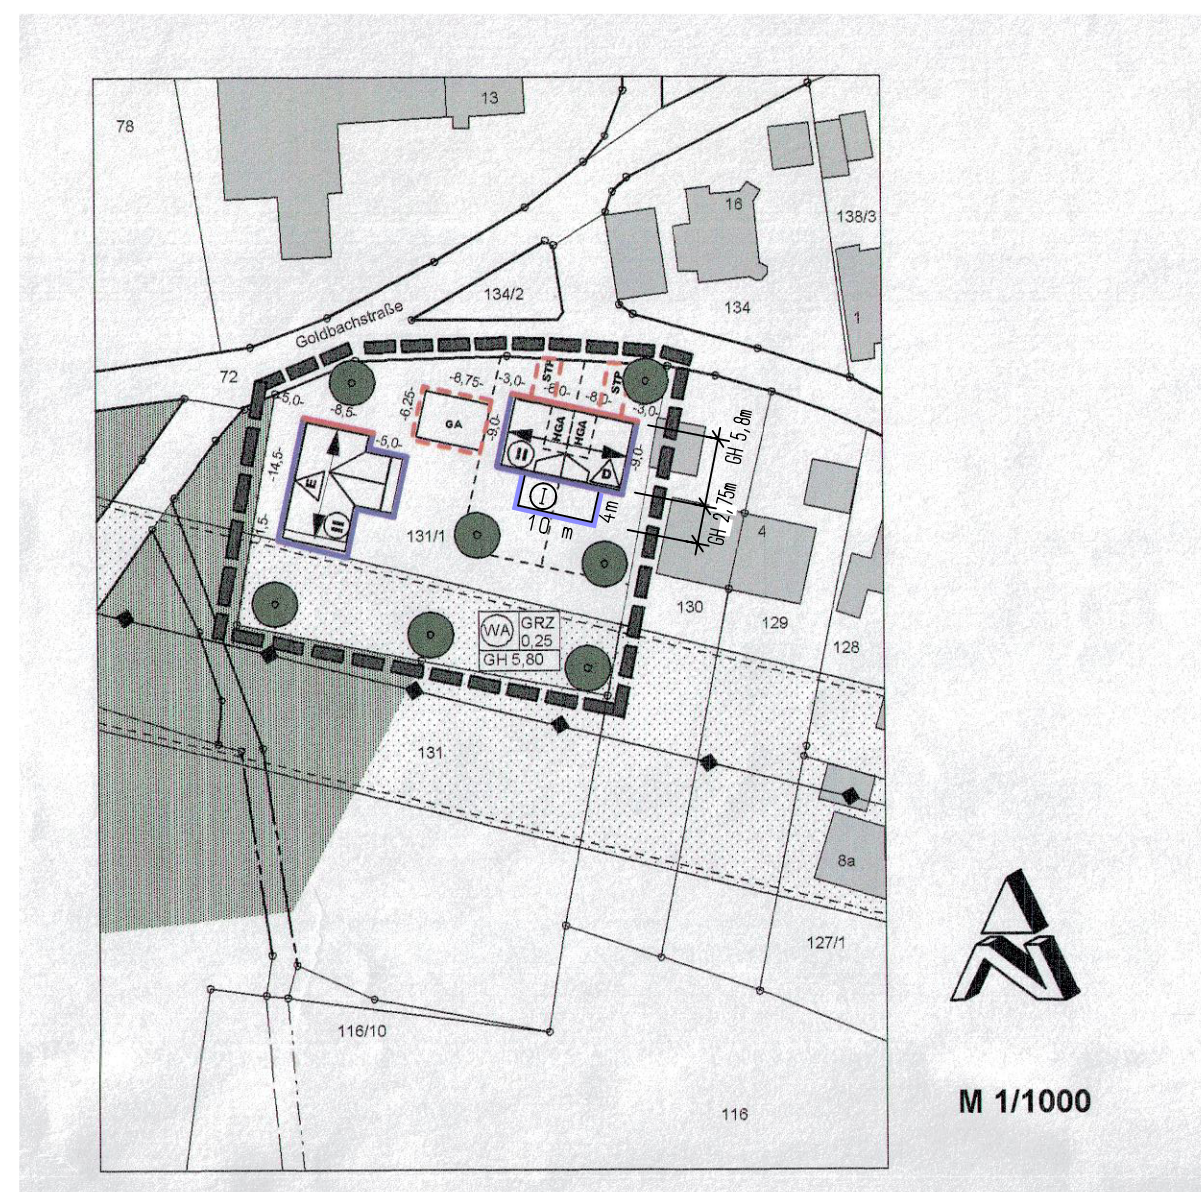 13
78
16
138/3
134/2
134
1
Goldbachstraße
72
-5,0-
-8,5-
-8,75-
-3,0-
STP
-8,0-
STP
-8,0-
-3,0-
-6,25-
GA
-9,0-
HGA
HGA
II
D
-9,0-
GH 5,8m
-5,0-
-14,5-
E
II
I
10 m
4m
GH 2,75m
131/1
4
130
129
128
WA
GRZ
0,25
GH 5,80
131
8a
127/1
116/10
116
N
M 1/1000